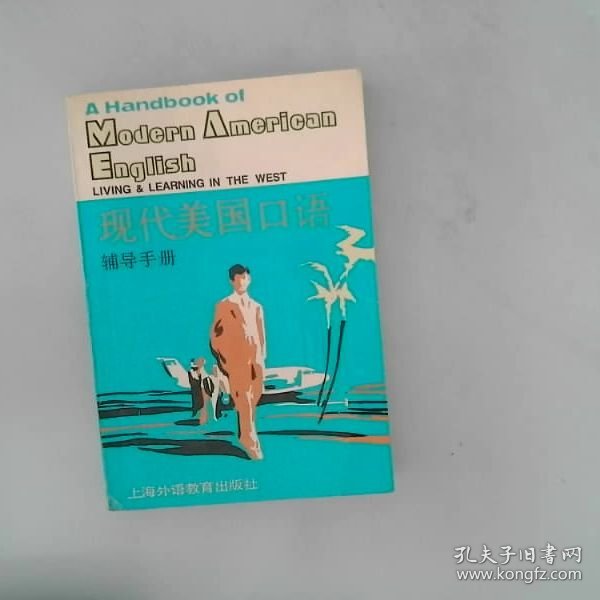 A Handbook of
Modern American
English
LIVING & LEARNING IN THE WEST
现代美国口语
辅导手册
上海外语教育出版社
孔夫子旧书网
www.kongfz.com